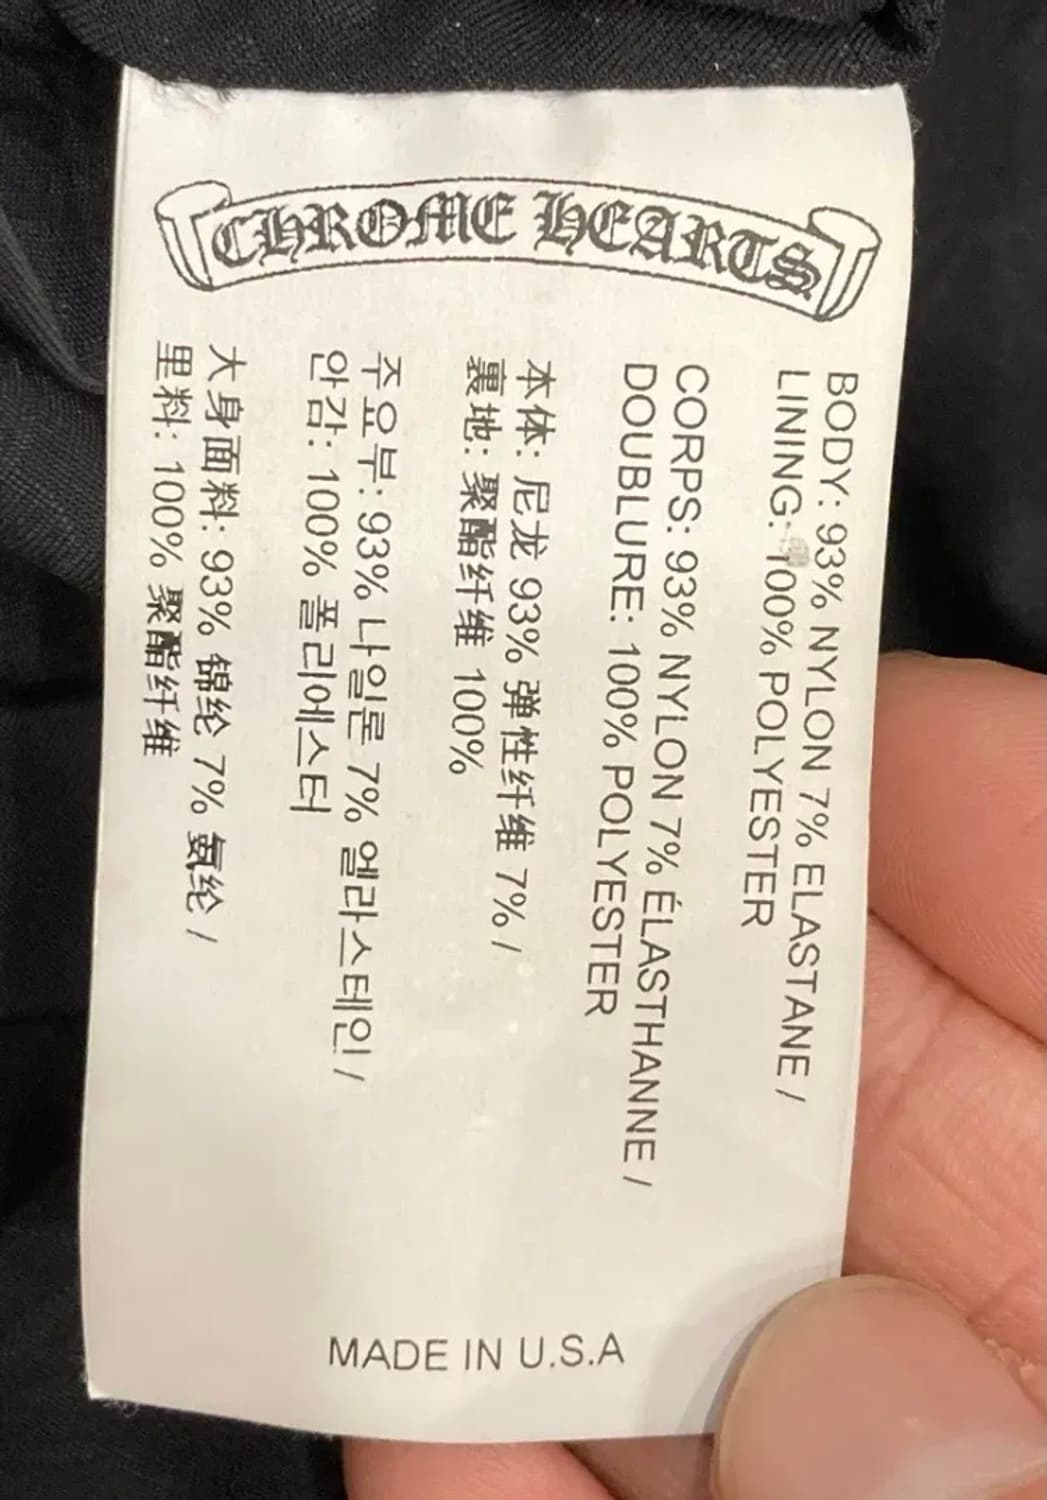 CHROME HEARTS
BODY: 93% NYLON 7% ELASTANE /
LINING: 100% POLYESTER
CORPS: 93% NYLON 7% ÉLASTHANNE /
DOUBLURE: 100% POLYESTER
本体: 尼龙 93% 弹性纤维 7% /
裏地: 聚酯纤维 100%
주요부: 93% 나일론 7% 엘라스테인 /
안감: 100% 폴리에스터
大身面料: 93% 锦纶 7% 氨纶 /
里料: 100% 聚酯纤维
MADE IN U.S.A